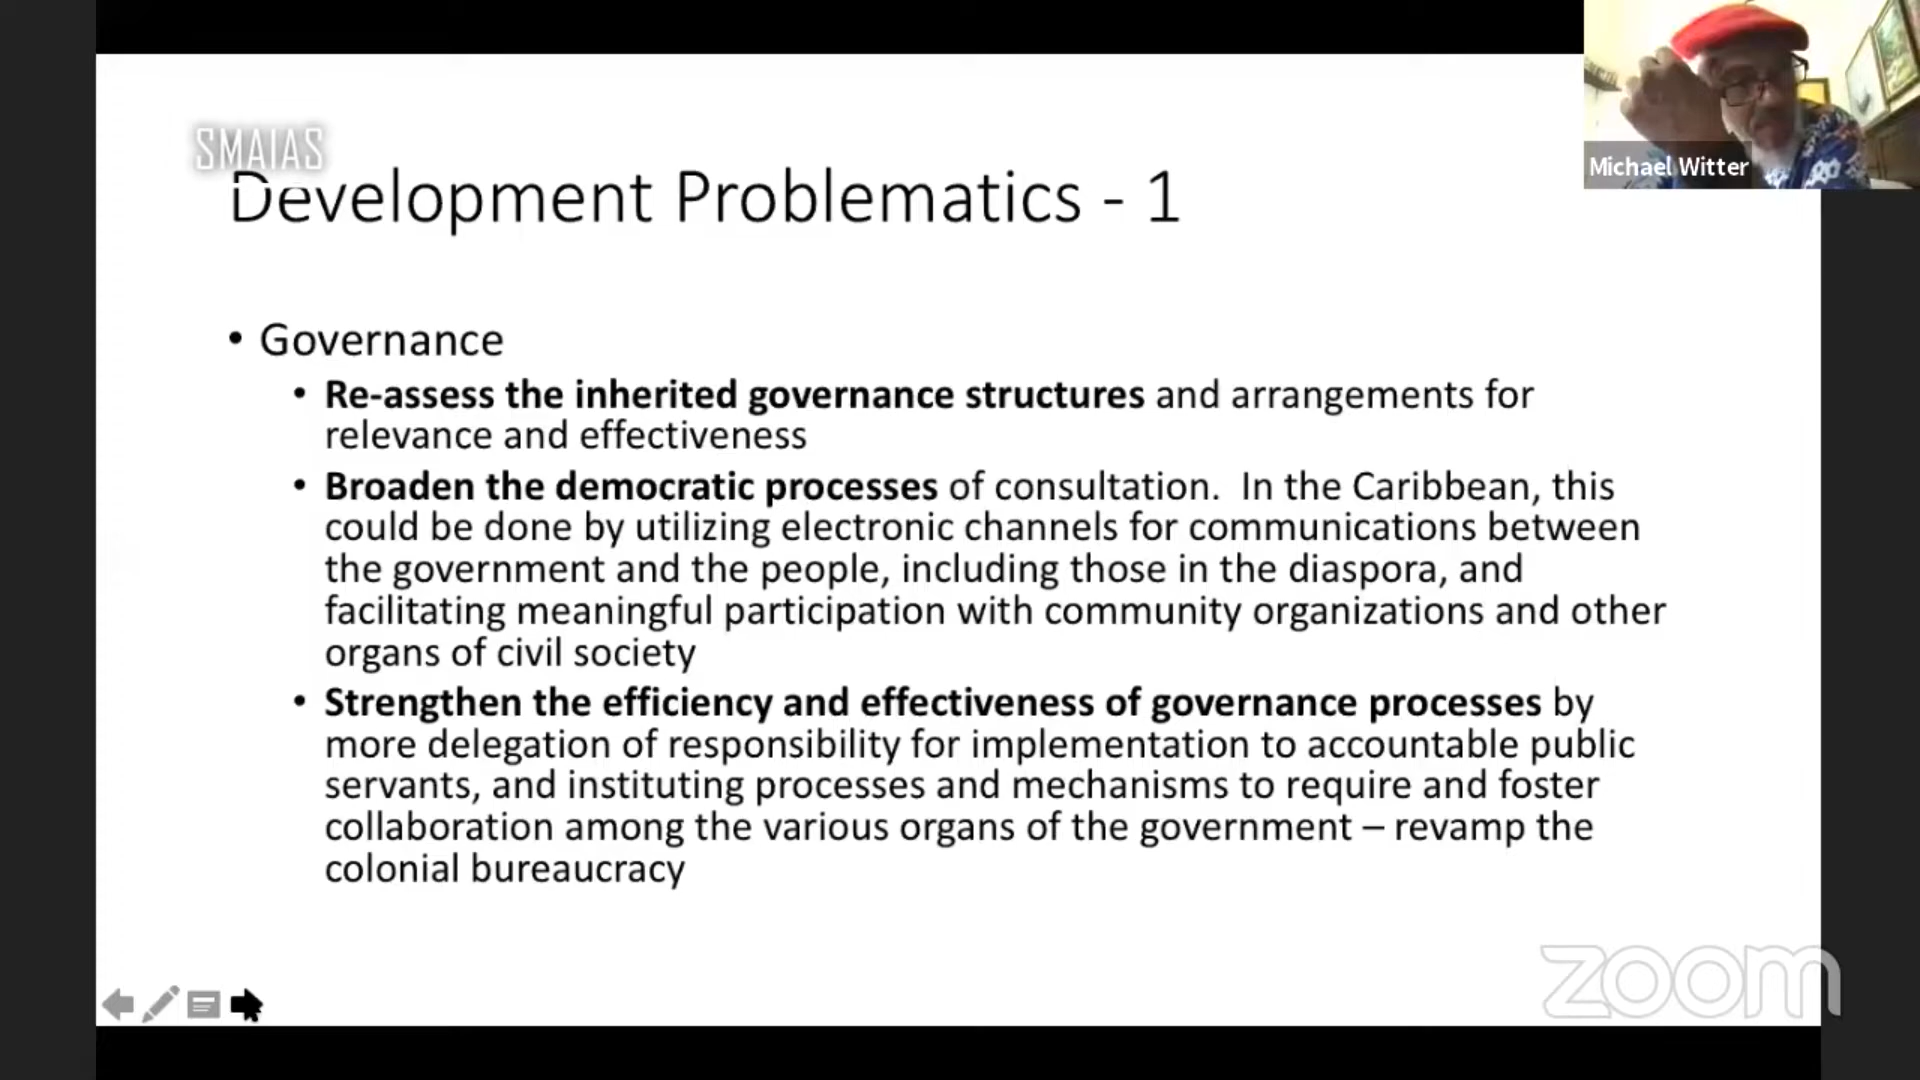 SMAIAS
Development Problematics - 1
Michael Witter
• Governance
• Re-assess the inherited governance structures and arrangements for
relevance and effectiveness
• Broaden the democratic processes of consultation.  In the Caribbean, this
could be done by utilizing electronic channels for communications between
the government and the people, including those in the diaspora, and
facilitating meaningful participation with community organizations and other
organs of civil society
• Strengthen the efficiency and effectiveness of governance processes by
more delegation of responsibility for implementation to accountable public
servants, and instituting processes and mechanisms to require and foster
collaboration among the various organs of the government – revamp the
colonial bureaucracy
zoom